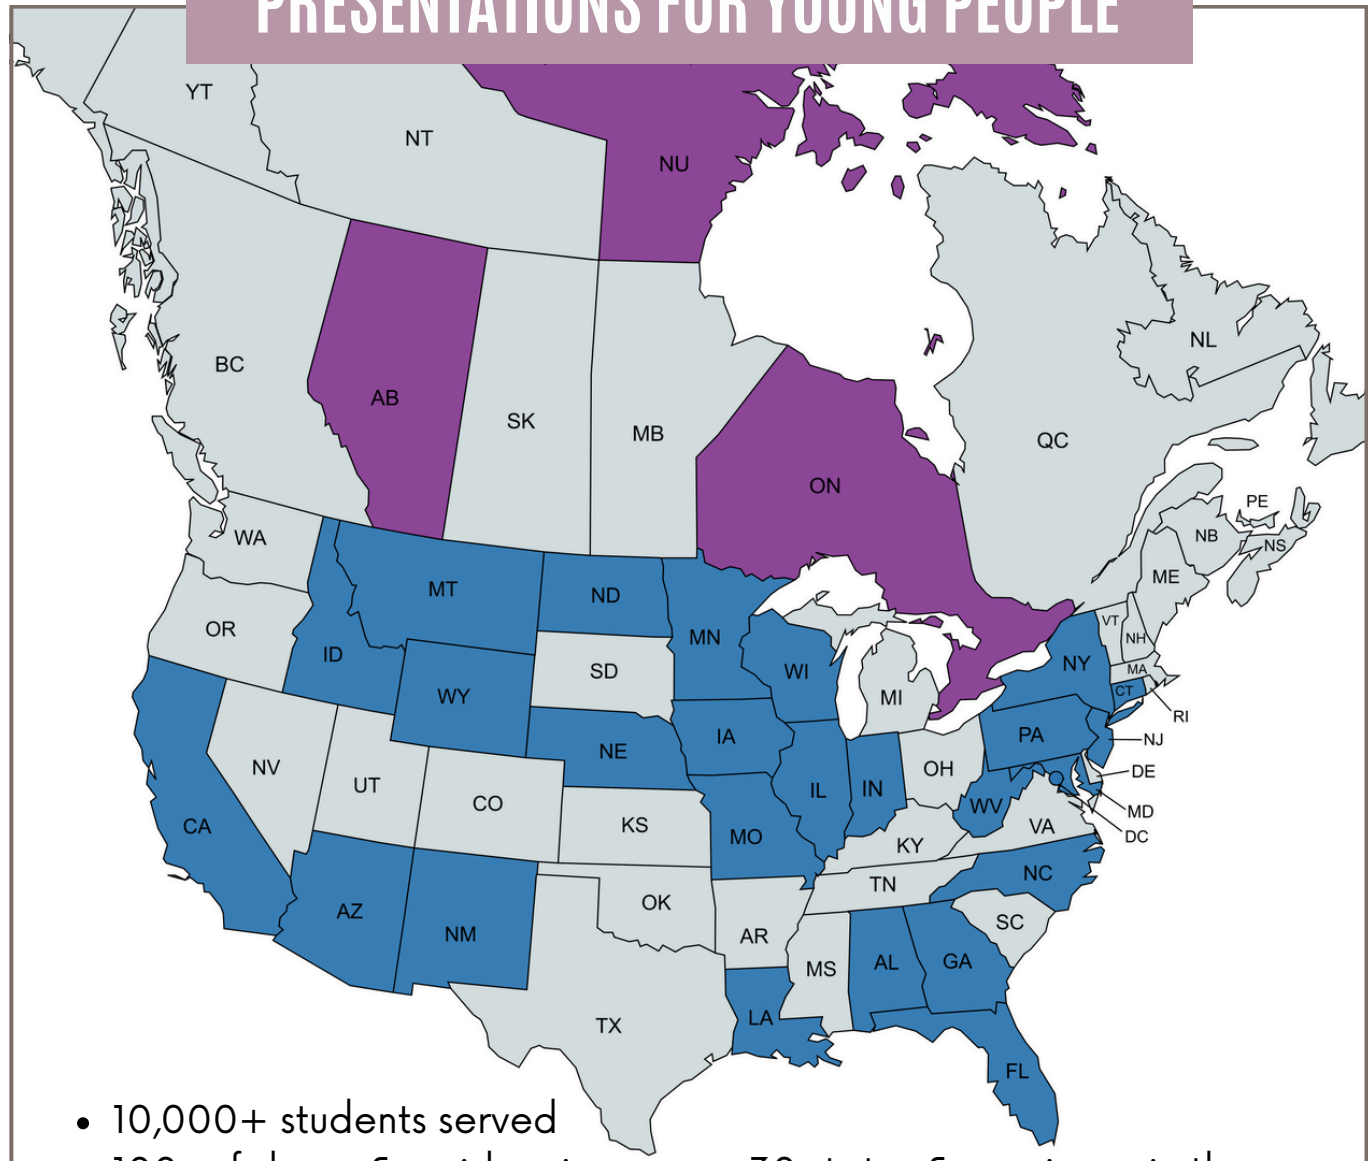 PRESENTATIONS FOR YOUNG PEOPLE
YT
NT
NU
BC
AB
SK
MB
ON
QC
NL
PE
NB
NS
WA
MT
ND
ME
OR
ID
MN
VT
NH
SD
WI
NY
MA
WY
MI
CT
RI
NE
IA
PA
NJ
NV
UT
CO
IL
IN
OH
DE
WV
MD
CA
KS
MO
KY
VA
DC
AZ
NM
OK
AR
TN
NC
SC
MS
AL
GA
TX
LA
FL
• 10,000+ students served